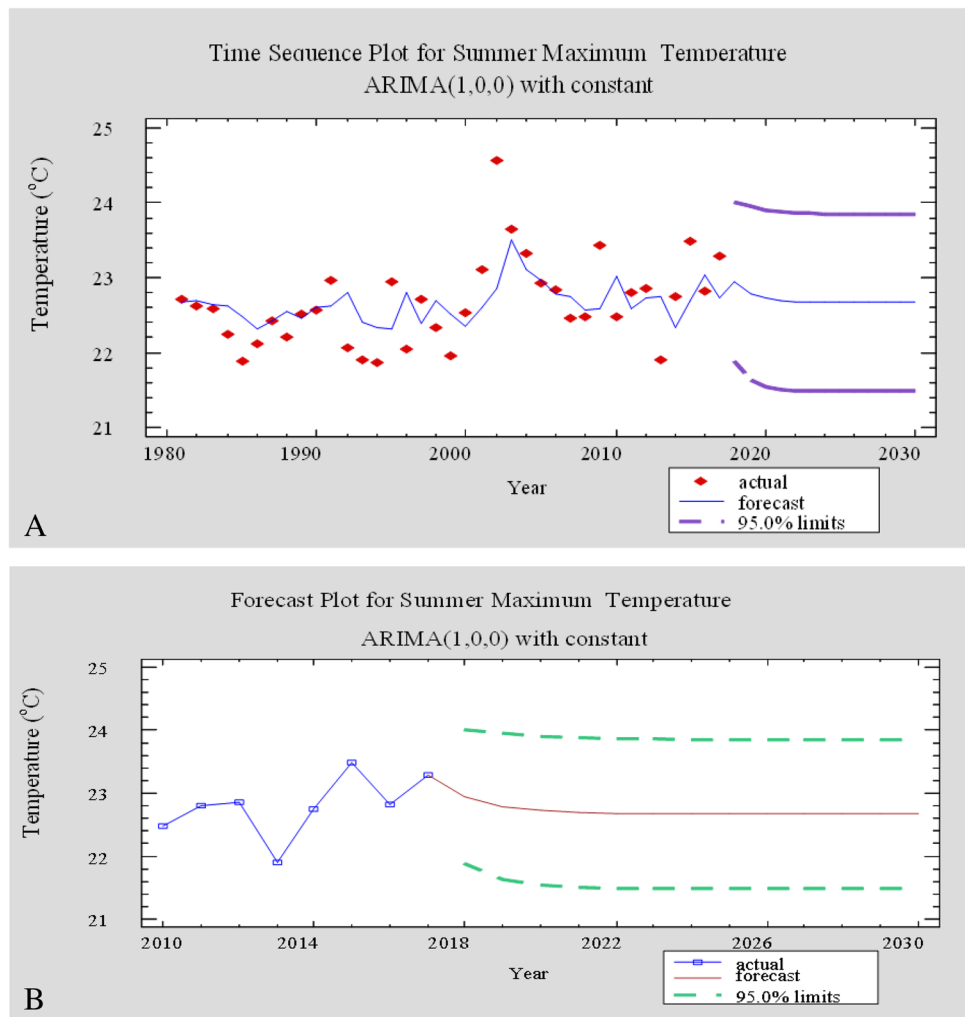 Time Sequence Plot for Summer Maximum Temperature
ARIMA(1,0,0) with constant
Temperature (°C)
25
24
23
22
21
1980 1990 2000 2010 2020 2030
Year
actual
forecast
95.0% limits
A
Forecast Plot for Summer Maximum Temperature
ARIMA(1,0,0) with constant
Temperature (°C)
25
24
23
22
21
2010 2014 2018 2022 2026 2030
Year
actual
forecast
95.0% limits
B